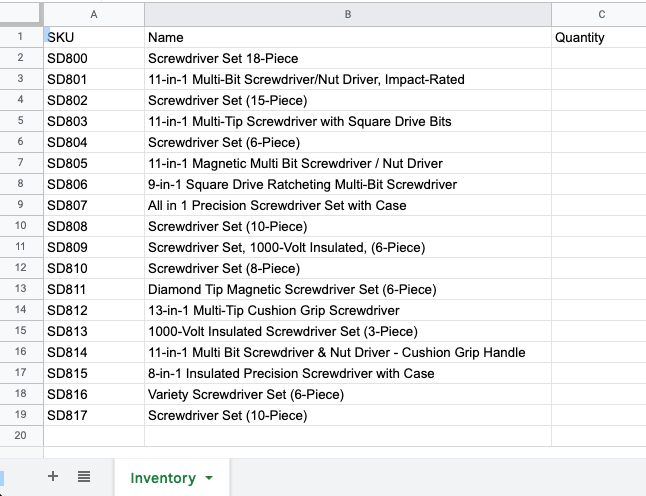 A B C
1 SKU Name Quantity
2 SD800 Screwdriver Set 18-Piece
3 SD801 11-in-1 Multi-Bit Screwdriver/Nut Driver, Impact-Rated
4 SD802 Screwdriver Set (15-Piece)
5 SD803 11-in-1 Multi-Tip Screwdriver with Square Drive Bits
6 SD804 Screwdriver Set (6-Piece)
7 SD805 11-in-1 Magnetic Multi Bit Screwdriver / Nut Driver
8 SD806 9-in-1 Square Drive Ratcheting Multi-Bit Screwdriver
9 SD807 All in 1 Precision Screwdriver Set with Case
10 SD808 Screwdriver Set (10-Piece)
11 SD809 Screwdriver Set, 1000-Volt Insulated, (6-Piece)
12 SD810 Screwdriver Set (8-Piece)
13 SD811 Diamond Tip Magnetic Screwdriver Set (6-Piece)
14 SD812 13-in-1 Multi-Tip Cushion Grip Screwdriver
15 SD813 1000-Volt Insulated Screwdriver Set (3-Piece)
16 SD814 11-in-1 Multi Bit Screwdriver & Nut Driver - Cushion Grip Handle
17 SD815 8-in-1 Insulated Precision Screwdriver with Case
18 SD816 Variety Screwdriver Set (6-Piece)
19 SD817 Screwdriver Set (10-Piece)
20
Inventory